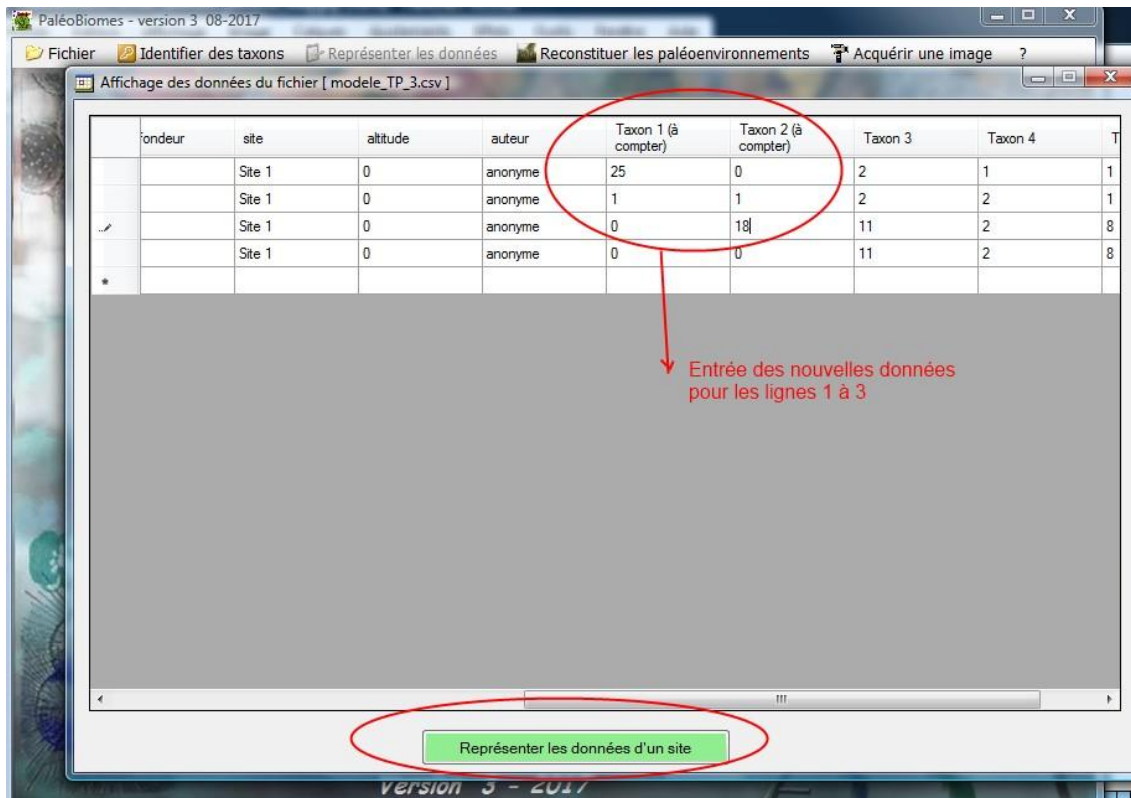 PaléoBiomes - version 3 08-2017
Fichier Identifier des taxons Représenter les données Reconstituer les paléoenvironnements Acquérir une image ?
Affichage des données du fichier [ modele_TP_3.csv ]
fondeur site altitude auteur Taxon 1 (à compter) Taxon 2 (à compter) Taxon 3 Taxon 4 T
Site 1 0 anonyme 25 0 2 1 1
Site 1 0 anonyme 1 1 2 2 1
Site 1 0 anonyme 0 18 11 2 8
Site 1 0 anonyme 0 0 11 2 8
*
Entrée des nouvelles données
pour les lignes 1 à 3
Représenter les données d'un site
Version 3 - 2017